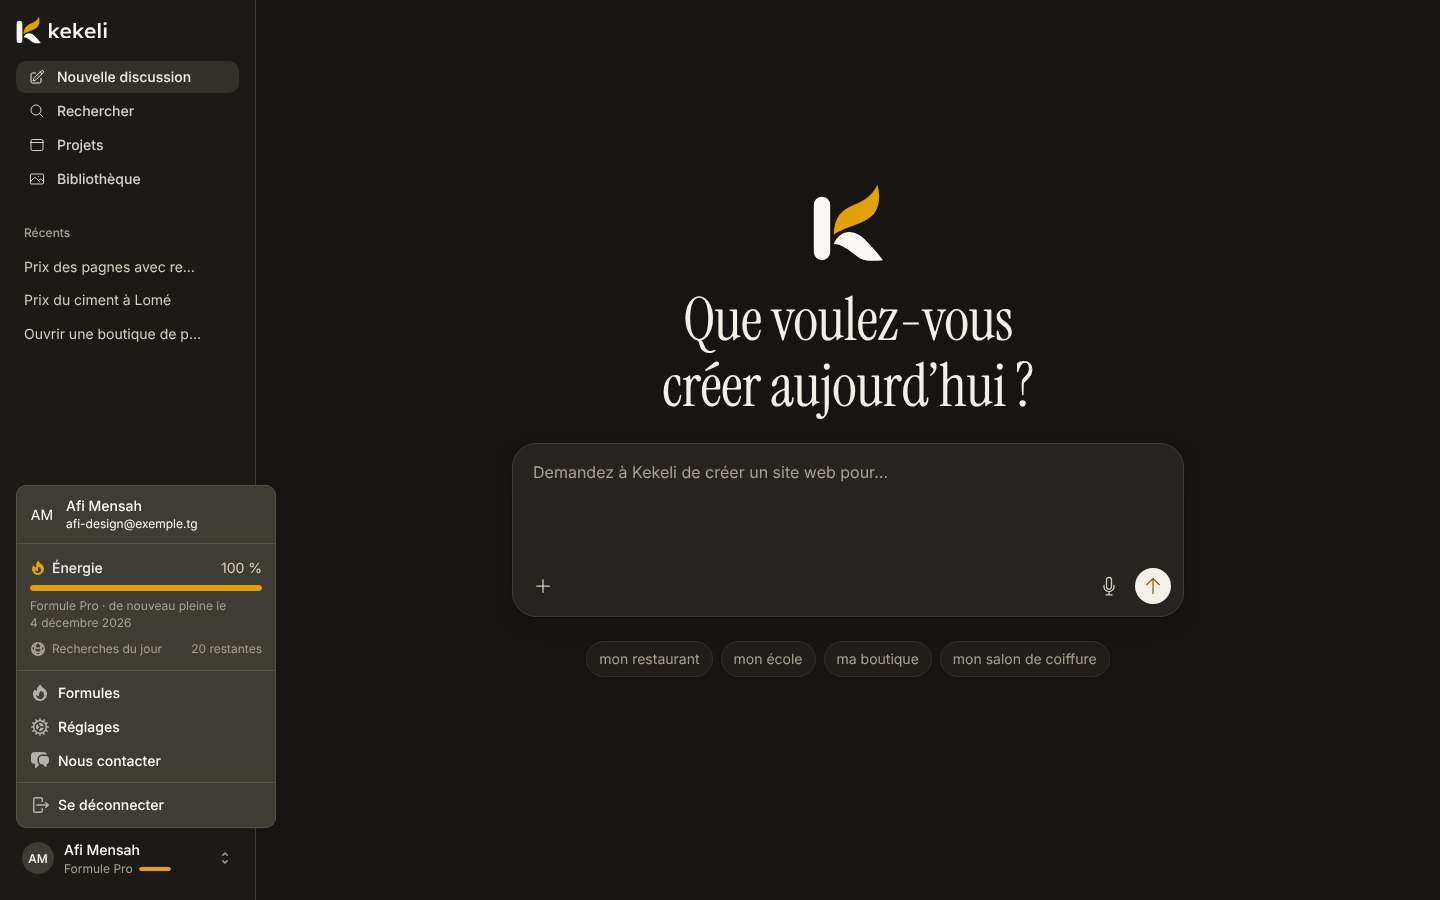 kekeli
Nouvelle discussion
Rechercher
Projets
Bibliothèque
Récents
Prix des pagnes avec re...
Prix du ciment à Lomé
Ouvrir une boutique de p...
AM
Afi Mensah
afi-design@exemple.tg
Énergie 100 %
Formule Pro · de nouveau pleine le
4 décembre 2026
Recherches du jour 20 restantes
Formules
Réglages
Nous contacter
Se déconnecter
AM
Afi Mensah
Formule Pro
Que voulez-vous
créer aujourd’hui ?
Demandez à Kekeli de créer un site web pour...
mon restaurant
mon école
ma boutique
mon salon de coiffure